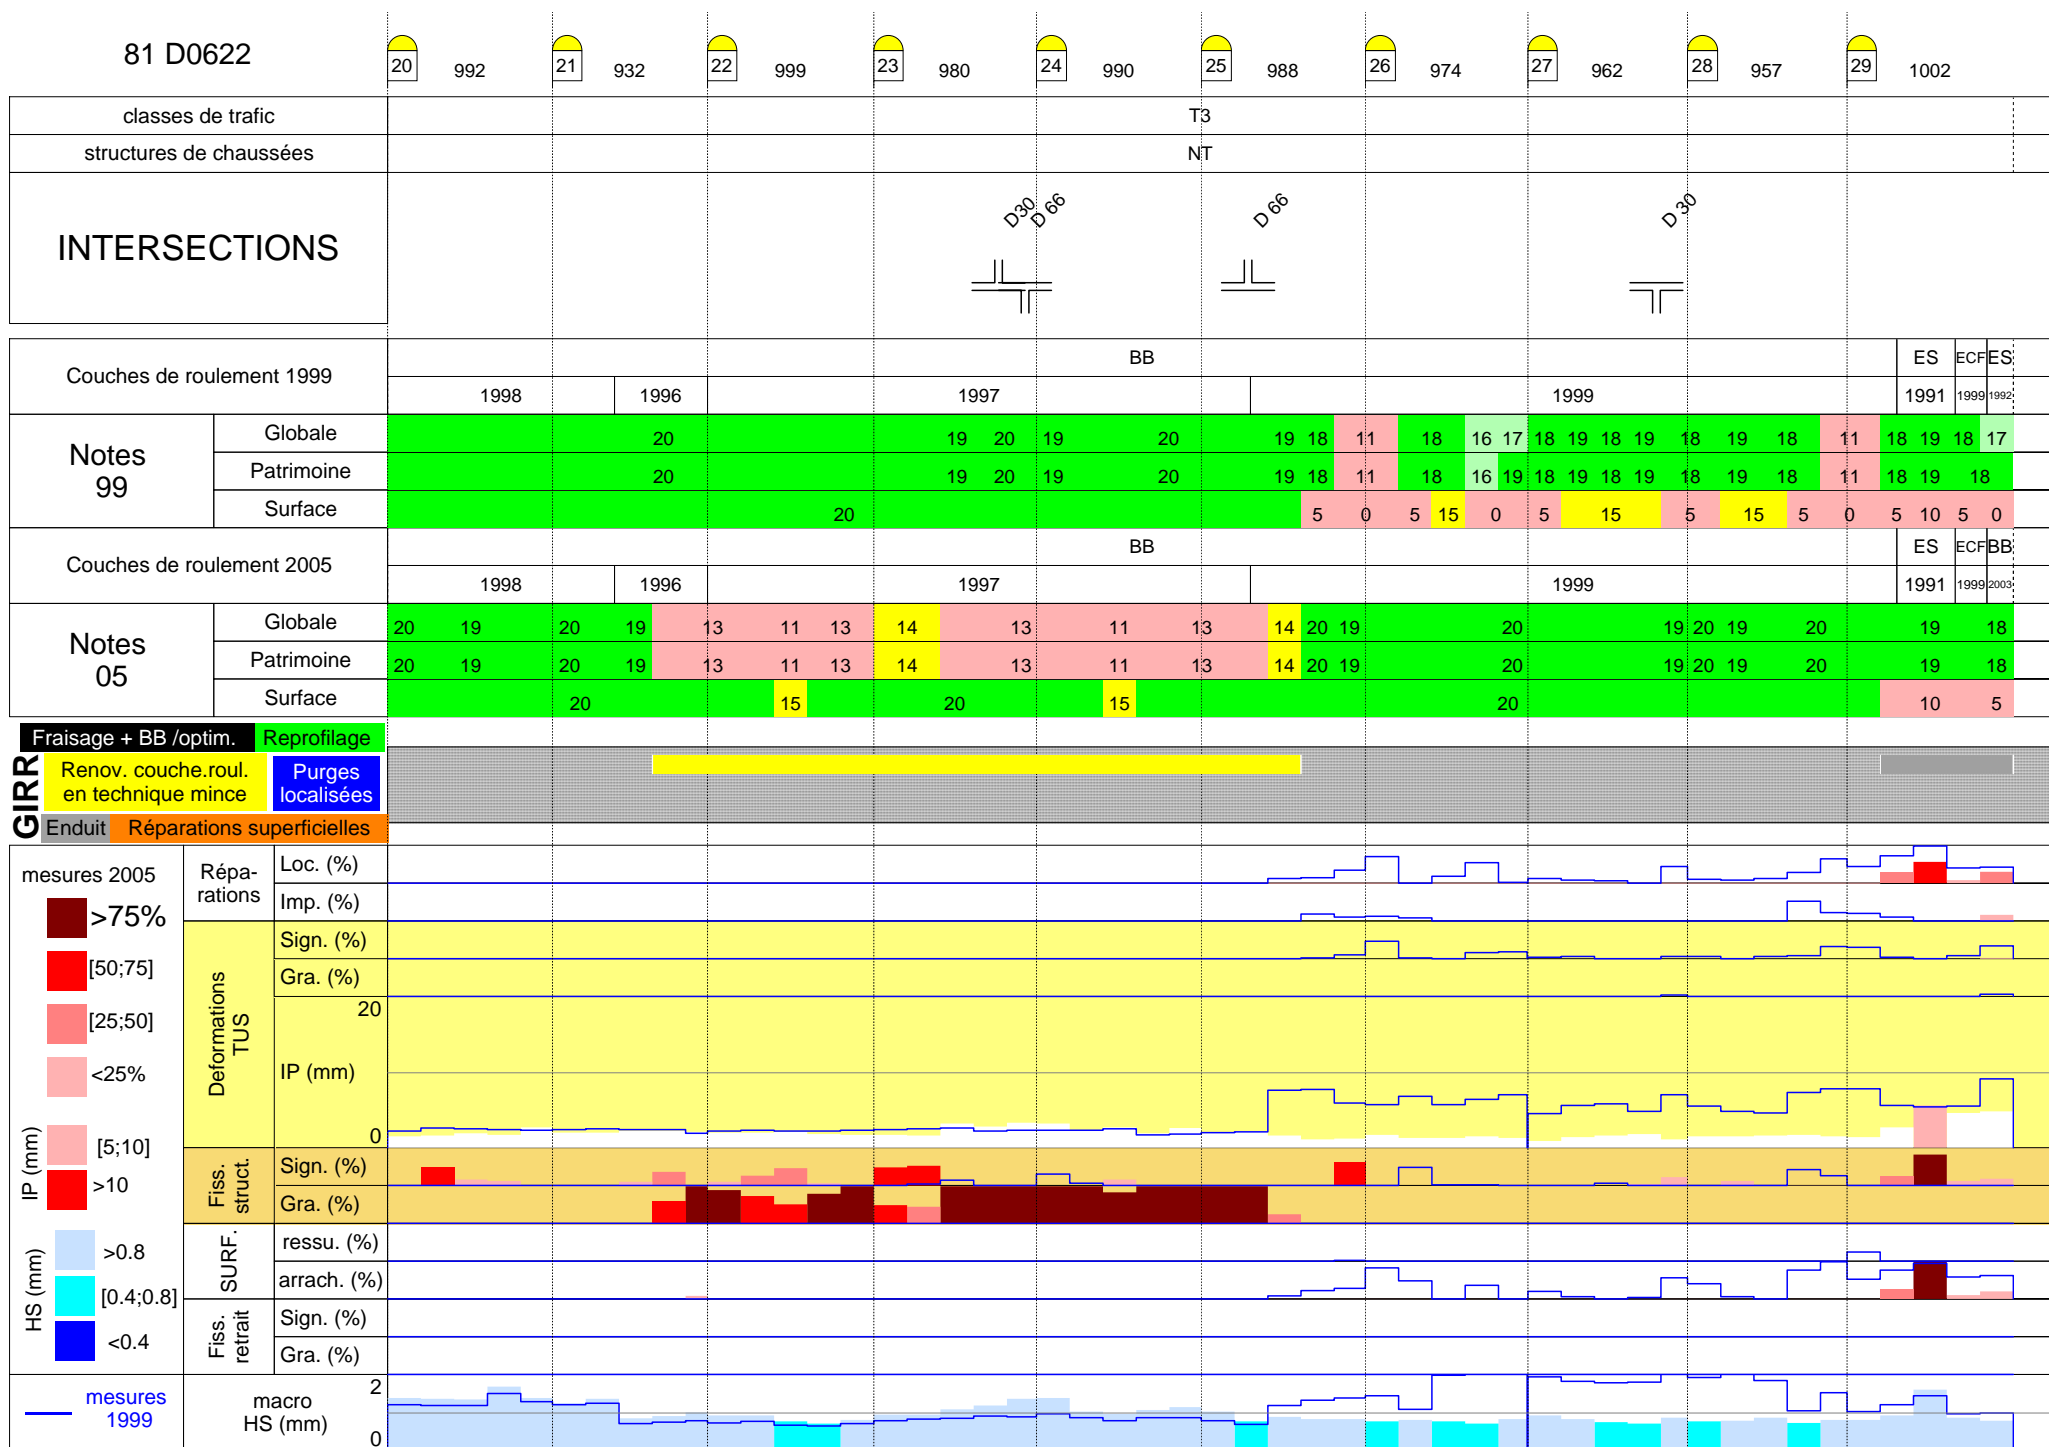 81 D0622
20 992 21 932 22 999 23 980 24 990 25 988 26 974 27 962 28 957 29 1002
classes de trafic T3
structures de chaussées NT
INTERSECTIONS D30 D 66 D 66 D 30
Couches de roulement 1999 BB ES ECF ES
1998 1996 1997 1999 1991 1999 1992
Notes 99
Globale 20 19 20 19 20 19 18 11 18 16 17 18 19 18 19 18 19 18 11 18 19 18 17
Patrimoine 20 19 20 19 20 19 18 11 18 16 19 18 19 18 19 18 19 18 11 18 19 18
Surface 20 5 0 5 15 0 5 15 5 15 5 0 5 10 5 0
Couches de roulement 2005 BB ES ECF BB
1998 1996 1997 1999 1991 1999 2003
Notes 05
Globale 20 19 20 19 13 11 13 14 13 11 13 14 20 19 20 19 20 19 20 19 18
Patrimoine 20 19 20 19 13 11 13 14 13 11 13 14 20 19 20 19 20 19 20 19 18
Surface 20 15 20 15 20 10 5
GIRR
Fraisage + BB /optim. Reprofilage
Renov. couche.roul.
en technique mince
Purges
localisées
Enduit Réparations superficielles
mesures 2005
>75%
[50;75]
[25;50]
<25%
IP (mm)
[5;10]
>10
HS (mm)
>0.8
[0.4;0.8]
<0.4
mesures
1999
Répa-
rations
Loc. (%)
Imp. (%)
Deformations
TUS
Sign. (%)
Gra. (%)
20
IP (mm)
0
Fiss.
struct.
Sign. (%)
Gra. (%)
SURF.
ressu. (%)
arrach. (%)
Fiss.
retrait
Sign. (%)
Gra. (%)
macro
HS (mm)
2
0